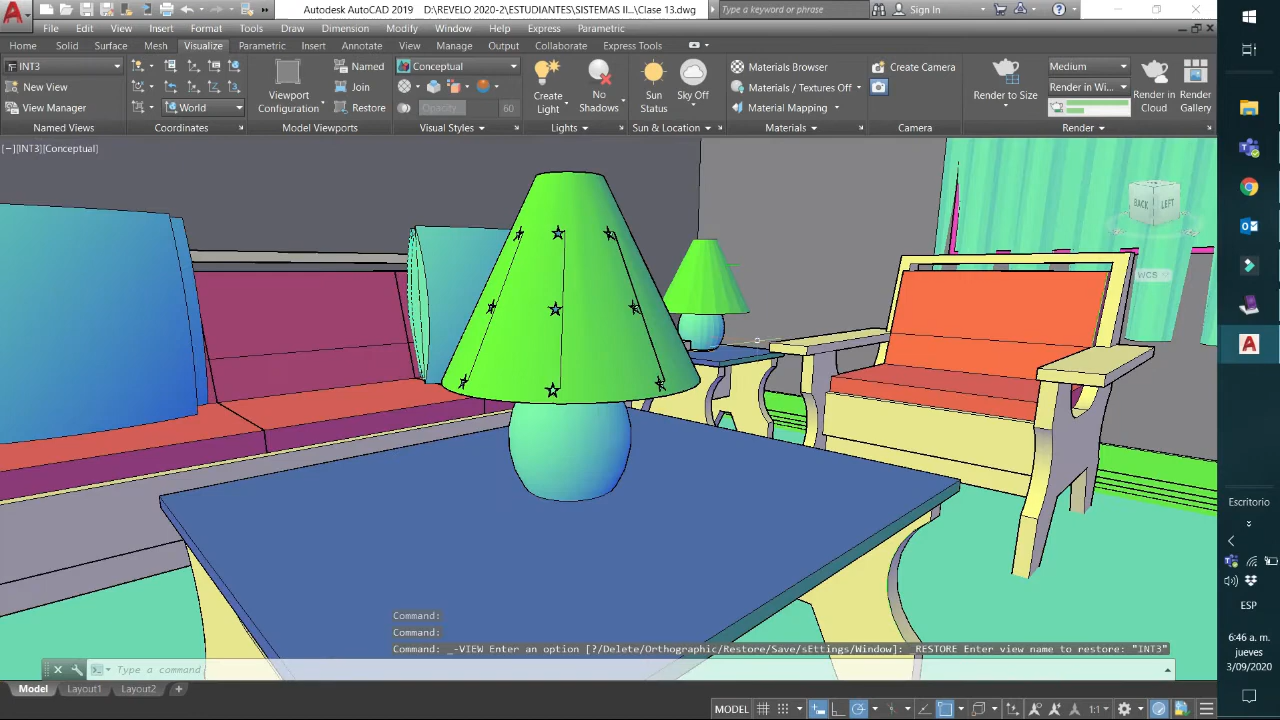 Autodesk AutoCAD 2019 D:\REVELO 2020-2\ESTUDIANTES\SISTEMAS II...\Clase 13.dwg
Type a keyword or phrase
Sign In
File Edit View Insert Format Tools Draw Dimension Modify Window Help Express Parametric
Home Solid Surface Mesh Visualize Parametric Insert Annotate View Manage Output Collaborate Express Tools
INT3
New View
View Manager
Named Views
World
Coordinates
Viewport
Configuration
Named
Join
Restore
Model Viewports
Conceptual
Opacity
60
Visual Styles
Create
Light
No
Shadows
Lights
Sun
Status
Sky Off
Sun & Location
Materials Browser
Materials / Textures Off
Material Mapping
Materials
Create Camera
Camera
Render to Size
Medium
Render in Wi...
Render in
Cloud
Render
Gallery
Render
[−][INT3][Conceptual]
BACK LEFT
WCS
Command:
Command:
Command: _-VIEW Enter an option [?/Delete/Orthographic/Restore/Save/sEttings/Window]: _RESTORE Enter view name to restore: "INT3"
Type a command
Model Layout1 Layout2 +
MODEL
1:1
Escritorio
ESP
6:46 a.m.
jueves
3/09/2020